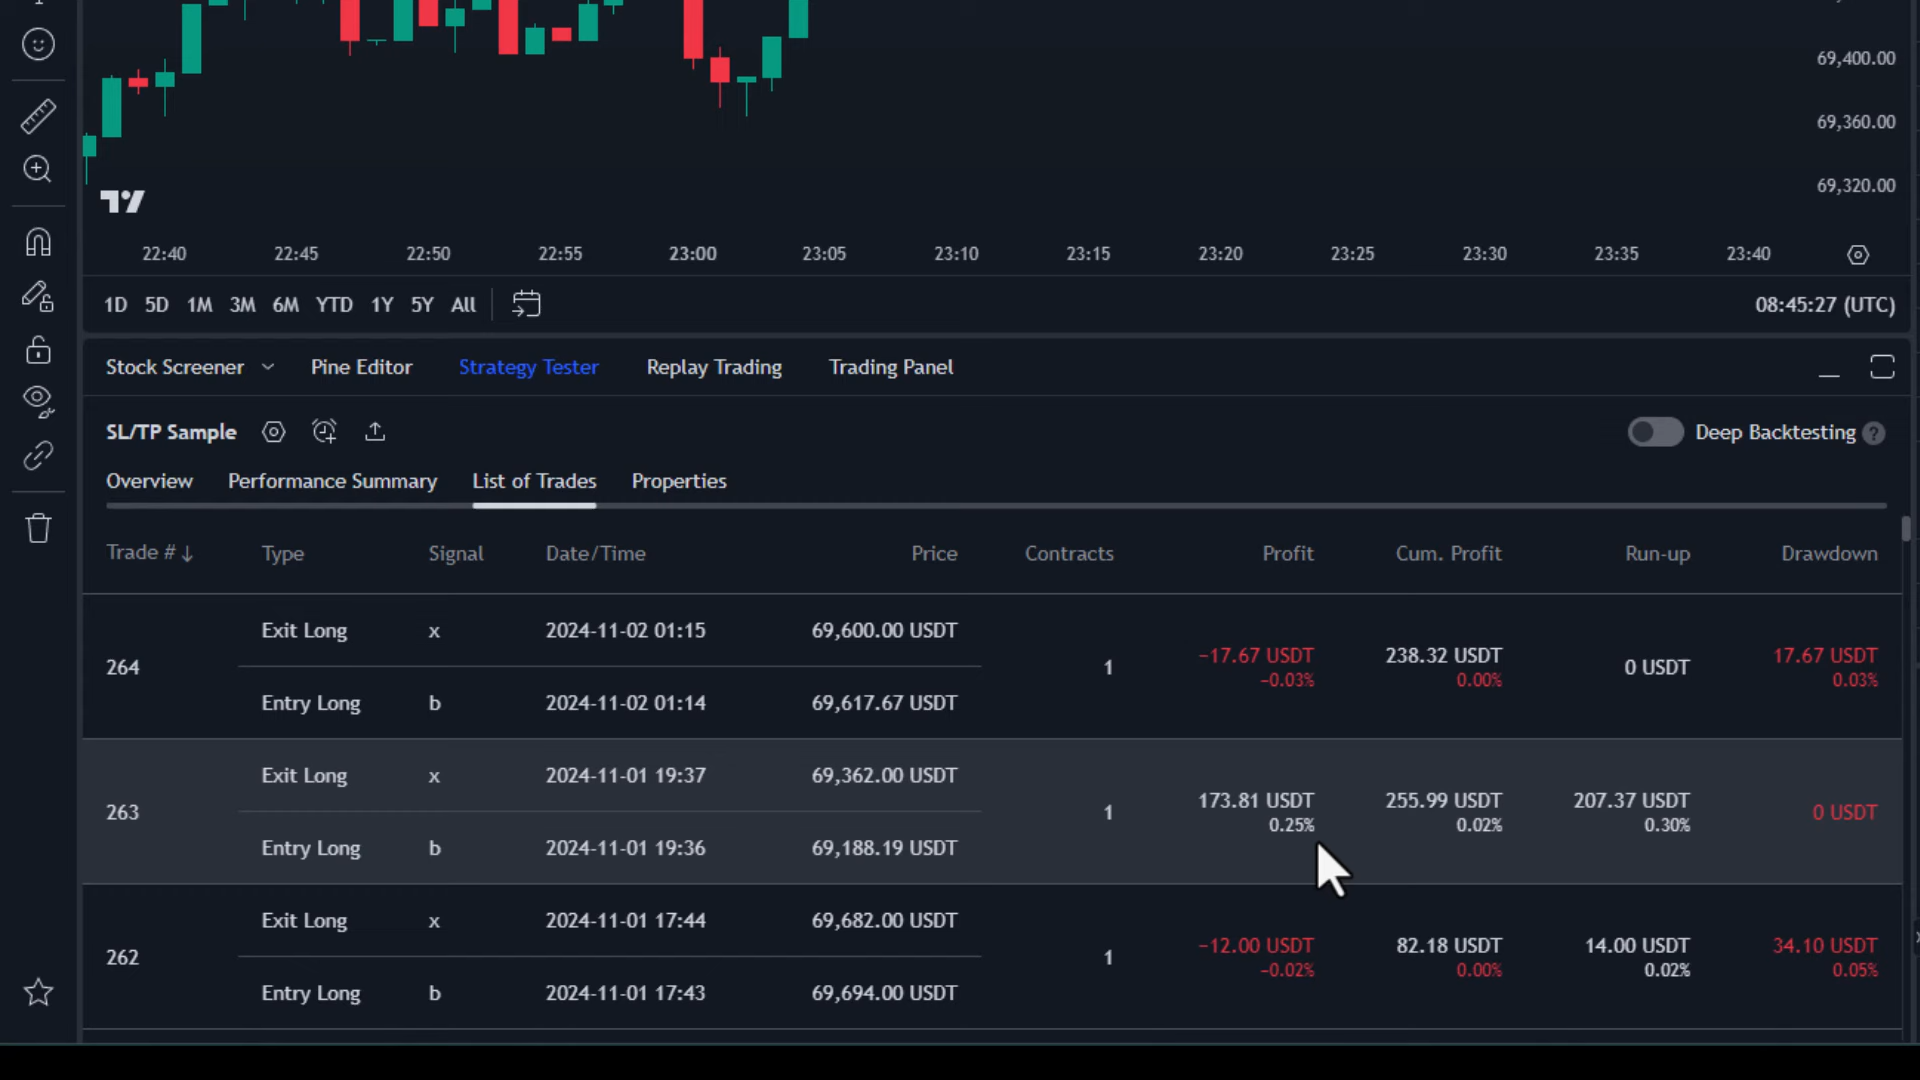 69,400.00
69,360.00
69,320.00
22:40 22:45 22:50 22:55 23:00 23:05 23:10 23:15 23:20 23:25 23:30 23:35 23:40
1D 5D 1M 3M 6M YTD 1Y 5Y All 08:45:27 (UTC)
Stock Screener Pine Editor Strategy Tester Replay Trading Trading Panel
SL/TP Sample Deep Backtesting ?
Overview Performance Summary List of Trades Properties
Trade # ↓ Type Signal Date/Time Price Contracts Profit Cum. Profit Run-up Drawdown
Exit Long x 2024-11-02 01:15 69,600.00 USDT
264 1 −17.67 USDT 238.32 USDT 0 USDT 17.67 USDT
−0.03% 0.00% 0.03%
Entry Long b 2024-11-02 01:14 69,617.67 USDT
Exit Long x 2024-11-01 19:37 69,362.00 USDT
263 1 173.81 USDT 255.99 USDT 207.37 USDT 0 USDT
0.25% 0.02% 0.30%
Entry Long b 2024-11-01 19:36 69,188.19 USDT
Exit Long x 2024-11-01 17:44 69,682.00 USDT
262 1 −12.00 USDT 82.18 USDT 14.00 USDT 34.10 USDT
−0.02% 0.00% 0.02% 0.05%
Entry Long b 2024-11-01 17:43 69,694.00 USDT